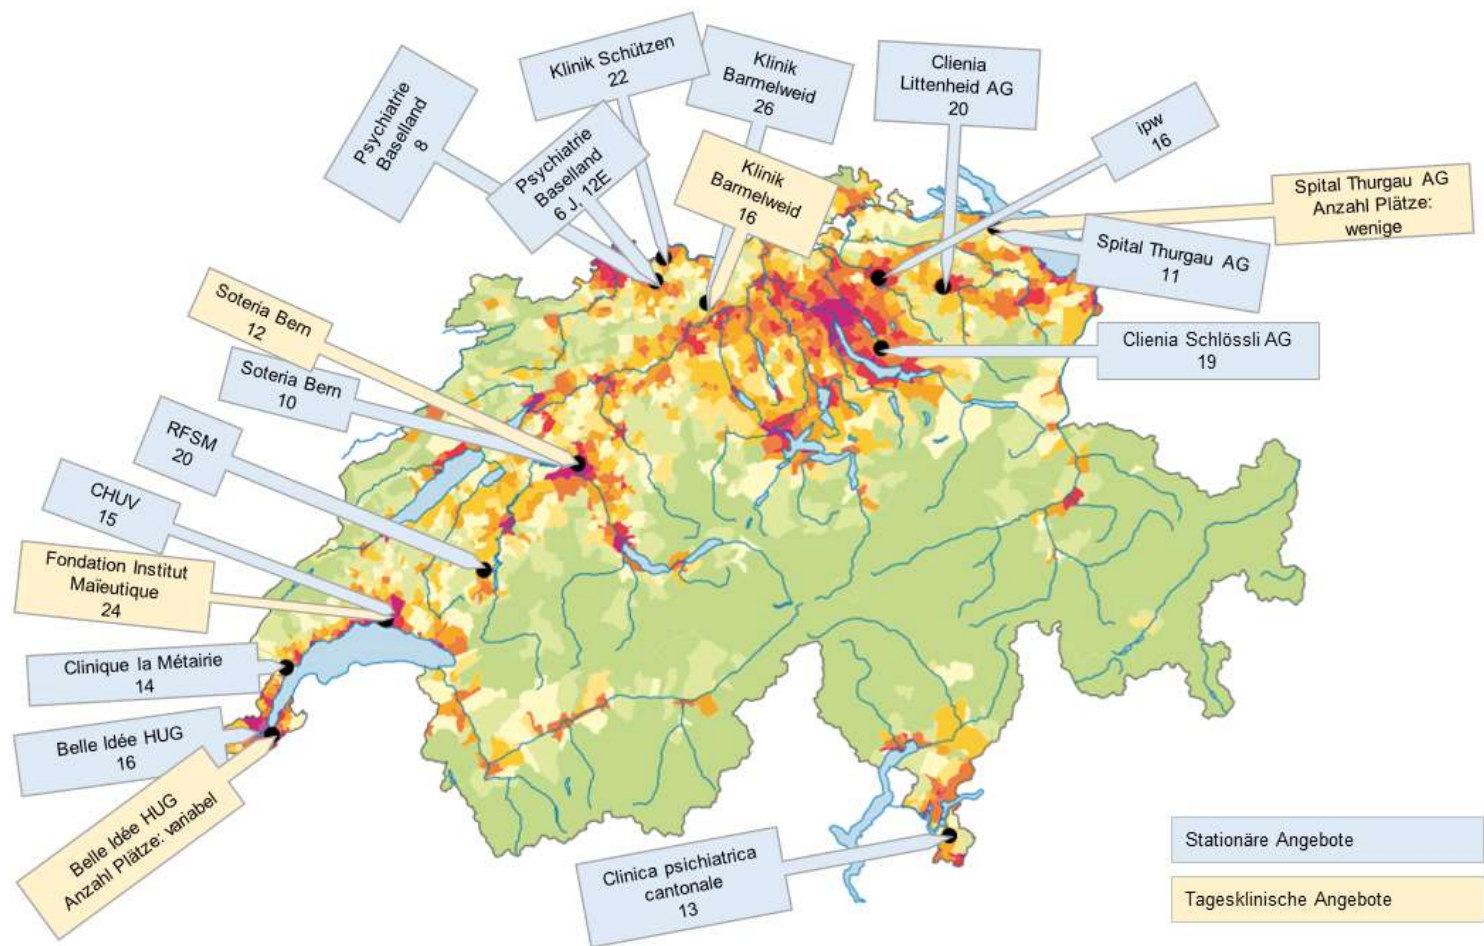 Psychiatrie
Baselland
8
Klinik Schützen
22
Klinik
Barmelweid
26
Clienia
Littenheid AG
20
ipw
16
Psychiatrie
Baselland
6 J, 12E
Klinik
Barmelweid
16
Spital Thurgau AG
Anzahl Plätze:
wenige
Spital Thurgau AG
11
Soteria Bern
12
Clienia Schlössli AG
19
Soteria Bern
10
RFSM
20
CHUV
15
Fondation Institut
Maïeutique
24
Clinique la Métairie
14
Belle Idée HUG
16
Belle Idée HUG
Anzahl Plätze: variabel
Clinica psichiatrica
cantonale
13
Stationäre Angebote
Tagesklinische Angebote